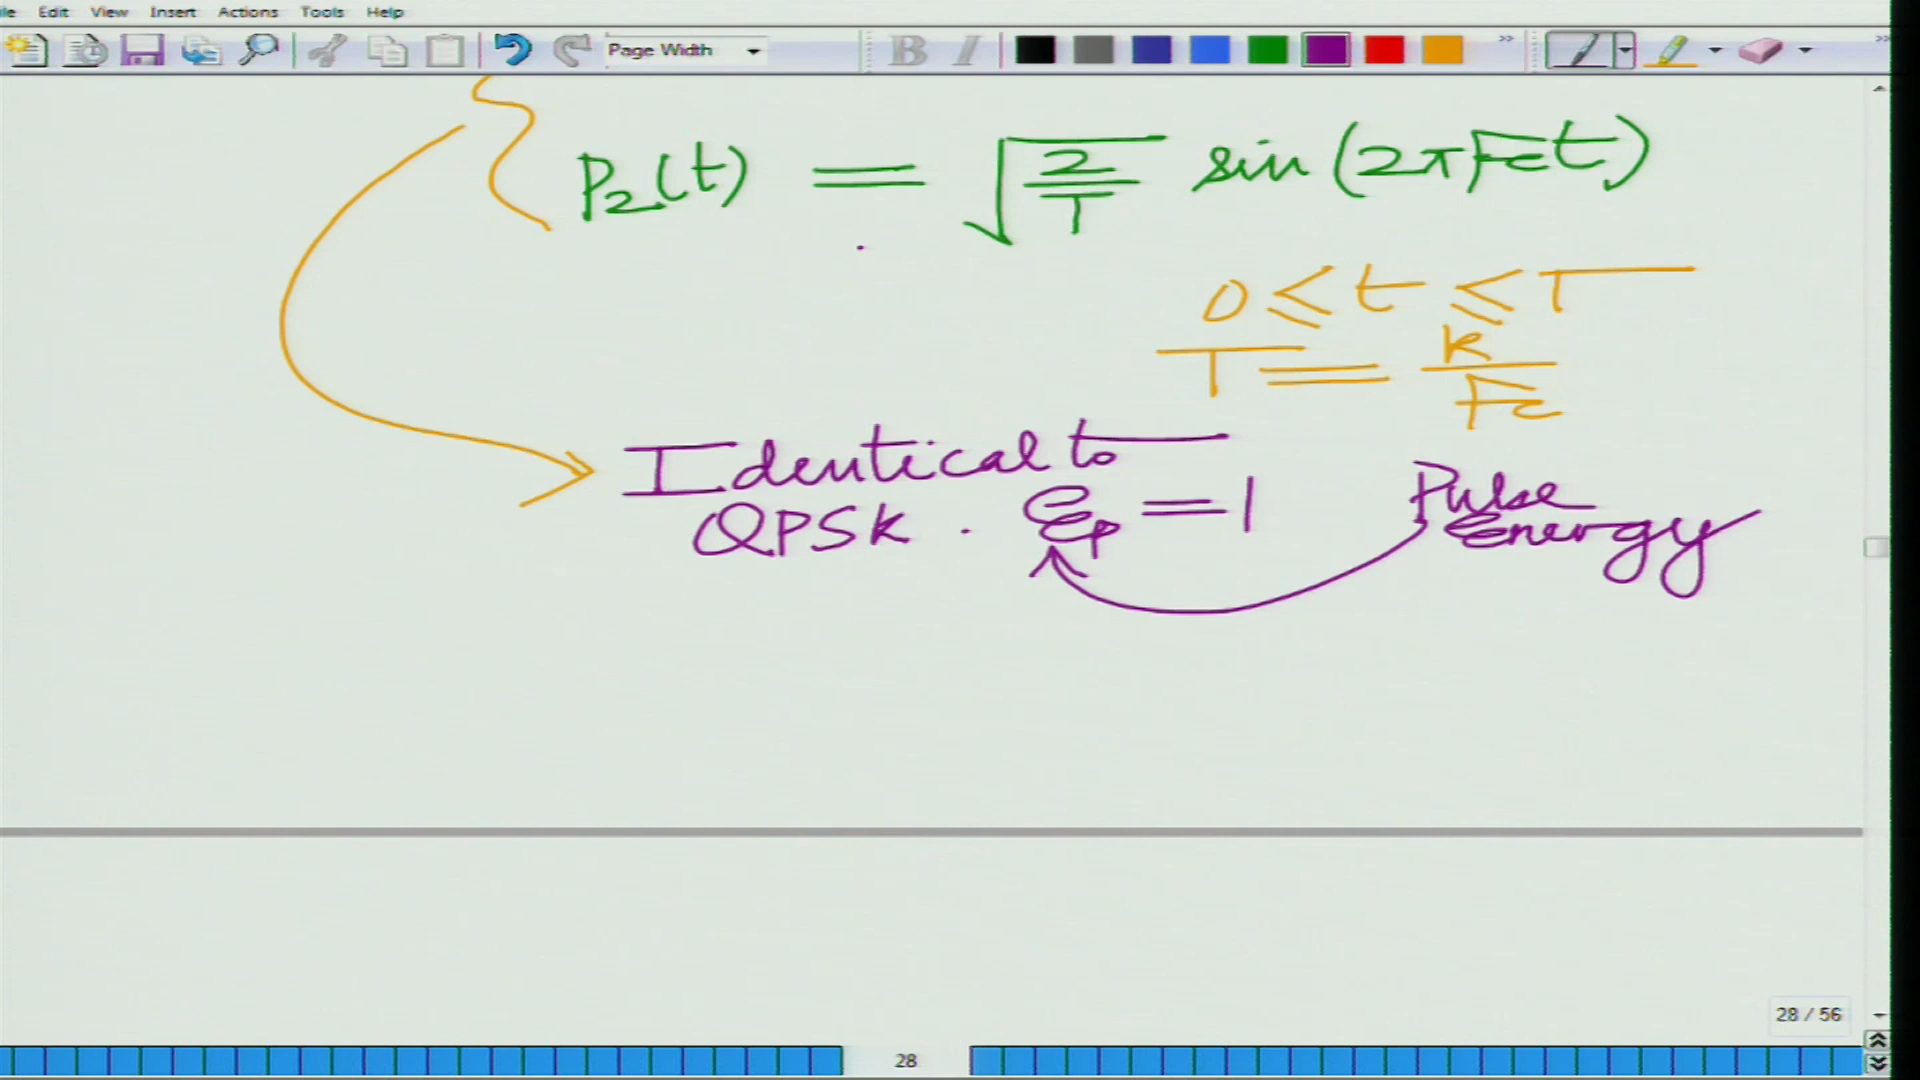 Edit View Insert Actions Tools Help
Page Width
B I
P₂(t) = √(2/T) sin(2πFct)
0 ≤ t ≤ T
T = k/Fc
Identical to
QPSK . Ep = 1
Pulse
Energy
28 / 56
28